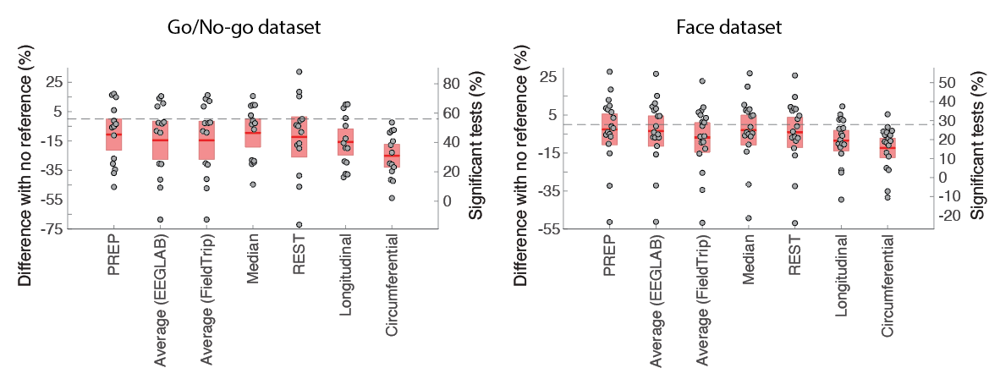 Go/No-go dataset
Difference with no reference (%)
25
5
-15
-35
-55
-75
80
60
40
20
0
Significant tests (%)
PREP
Average (EEGLAB)
Average (FieldTrip)
Median
REST
Longitudinal
Circumferential
Face dataset
Difference with no reference (%)
25
5
-15
-35
-55
50
40
30
20
10
0
-10
-20
Significant tests (%)
PREP
Average (EEGLAB)
Average (FieldTrip)
Median
REST
Longitudinal
Circumferential